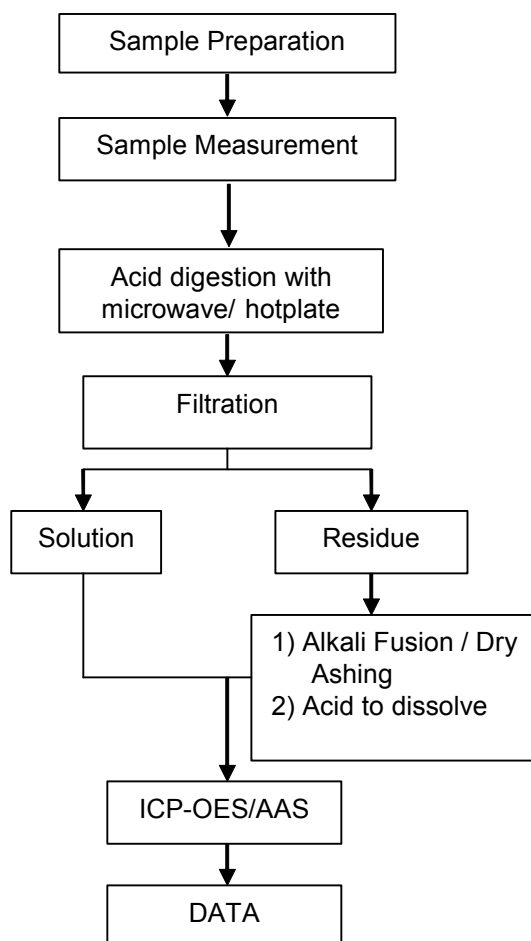 Sample Preparation
Sample Measurement
Acid digestion with
microwave/ hotplate
Filtration
Solution
Residue
1) Alkali Fusion / Dry
Ashing
2) Acid to dissolve
ICP-OES/AAS
DATA